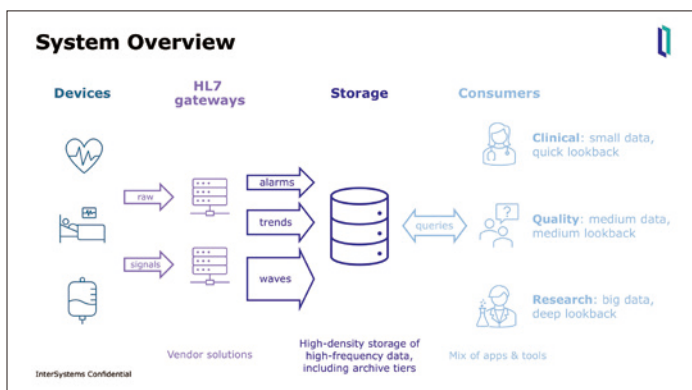 System Overview
Devices
HL7
gateways
Storage
Consumers
raw
signals
alarms
trends
waves
queries
?
Clinical: small data,
quick lookback
Quality: medium data,
medium lookback
Research: big data,
deep lookback
Vendor solutions
High-density storage of
high-frequency data,
including archive tiers
Mix of apps & tools
InterSystems Confidential